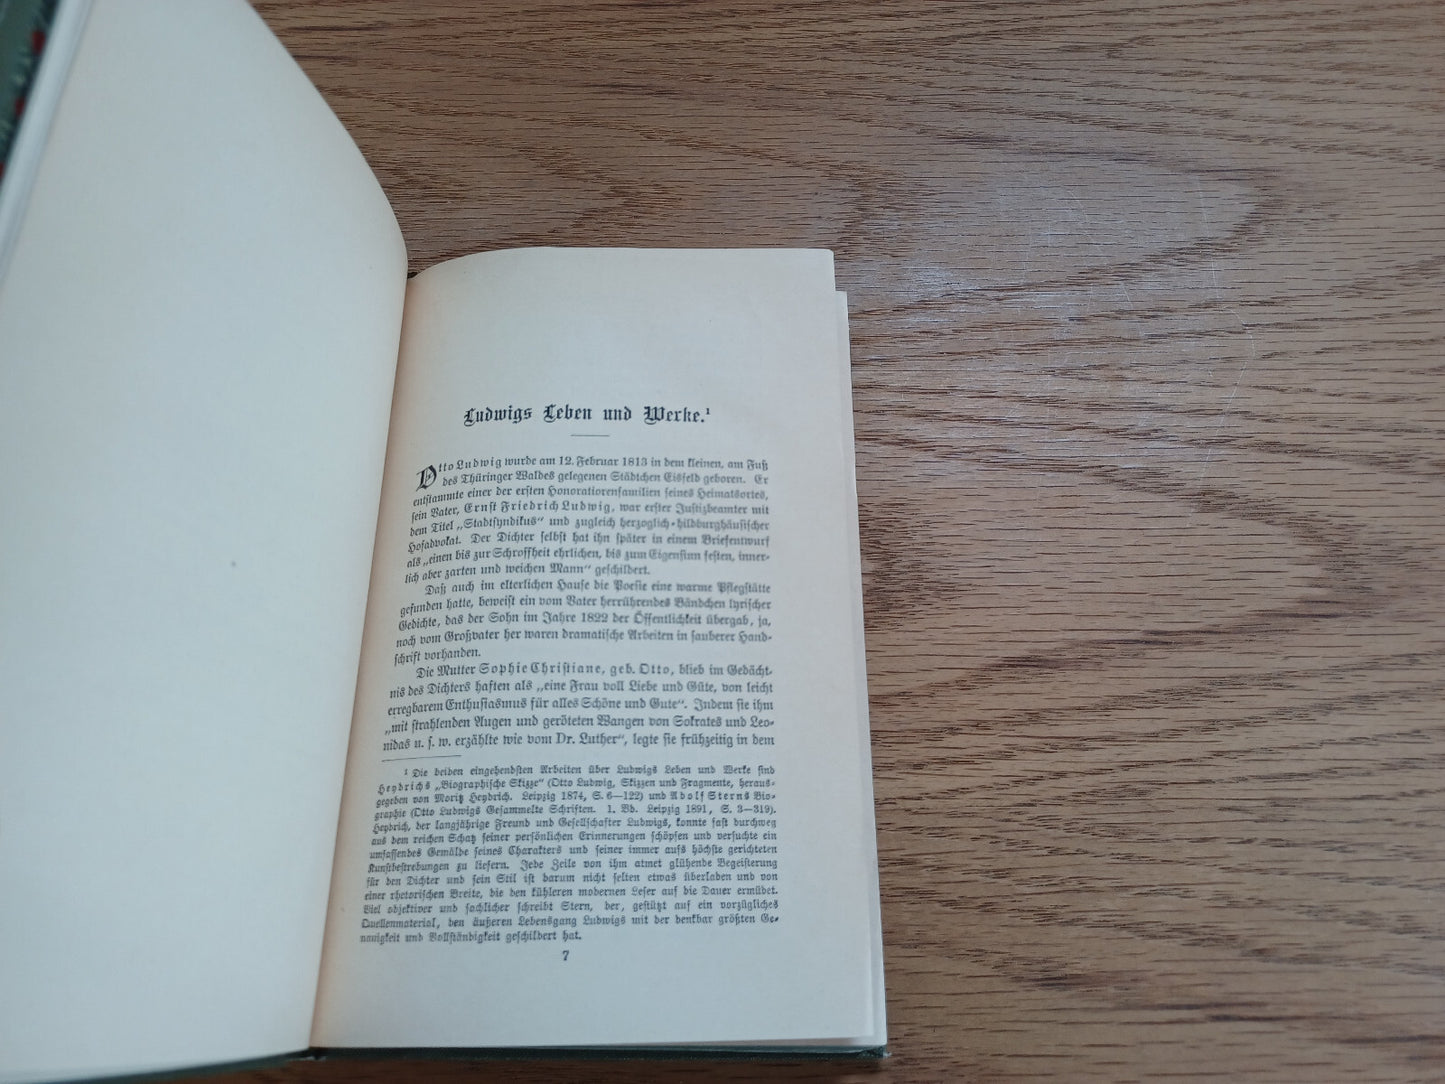 Ludwigs Leben und Werke.¹
Otto Ludwig wurde am 12. Februar 1813 in dem kleinen, am Fuß
des Thüringer Waldes gelegenen Städtchen Eisfeld geboren. Er
entstammte einer der ersten Honoratiorenfamilien seines Heimatsortes,
sein Vater, Ernst Friedrich Ludwig, war erster Justizbeamter mit
dem Titel „Stadtsyndikus“ und zugleich herzoglich-hildburghäusischer
Hofadvokat. Der Dichter selbst hat ihn später in einem Briefentwurf
als „einen bis zur Schroffheit ehrlichen, bis zum Eigensinn festen, inner-
lich aber zarten und weichen Mann“ geschildert.
Daß auch im elterlichen Hause die Poesie eine warme Pflegstätte
gefunden hatte, beweist ein vom Vater herrührendes Bändchen lyrischer
Gedichte, das der Sohn im Jahre 1822 der Öffentlichkeit übergab, ja,
noch vom Großvater her waren dramatische Arbeiten in sauberer Hand-
schrift vorhanden.
Die Mutter Sophie Christiane, geb. Otto, blieb im Gedächt-
nis des Dichters haften als „eine Frau voll Liebe und Güte, von leicht
erregbarem Enthusiasmus für alles Schöne und Gute“. Indem sie ihm
„mit strahlenden Augen und geröteten Wangen von Sokrates und Leo-
nidas u. s. w. erzählte wie vom Dr. Luther“, legte sie frühzeitig in dem
¹ Die beiden eingehendsten Arbeiten über Ludwigs Leben und Werke sind
Heydrichs „Biographische Skizze“ (Otto Ludwig, Skizzen und Fragmente, heraus-
gegeben von Moritz Heydrich. Leipzig 1874, S. 6—122) und Adolf Sterns Bio-
graphie (Otto Ludwigs Gesammelte Schriften. 1. Bd. Leipzig 1891, S. 3—319).
Heydrich, der langjährige Freund und Gesellschafter Ludwigs, konnte fast durchweg
aus dem reichen Schatz seiner persönlichen Erinnerungen schöpfen und versuchte ein
umfassendes Gemälde seines Charakters und seiner immer aufs höchste gerichteten
Kunstbestrebungen zu liefern. Jede Zeile von ihm atmet glühende Begeisterung
für den Dichter und sein Stil ist darum nicht selten etwas überladen und von
einer rhetorischen Breite, die den kühleren modernen Leser auf die Dauer ermüdet.
Viel objektiver und sachlicher schreibt Stern, der, gestützt auf ein vorzügliches
Quellenmaterial, den äußeren Lebensgang Ludwigs mit der denkbar größten Ge-
nauigkeit und Vollständigkeit geschildert hat.
7